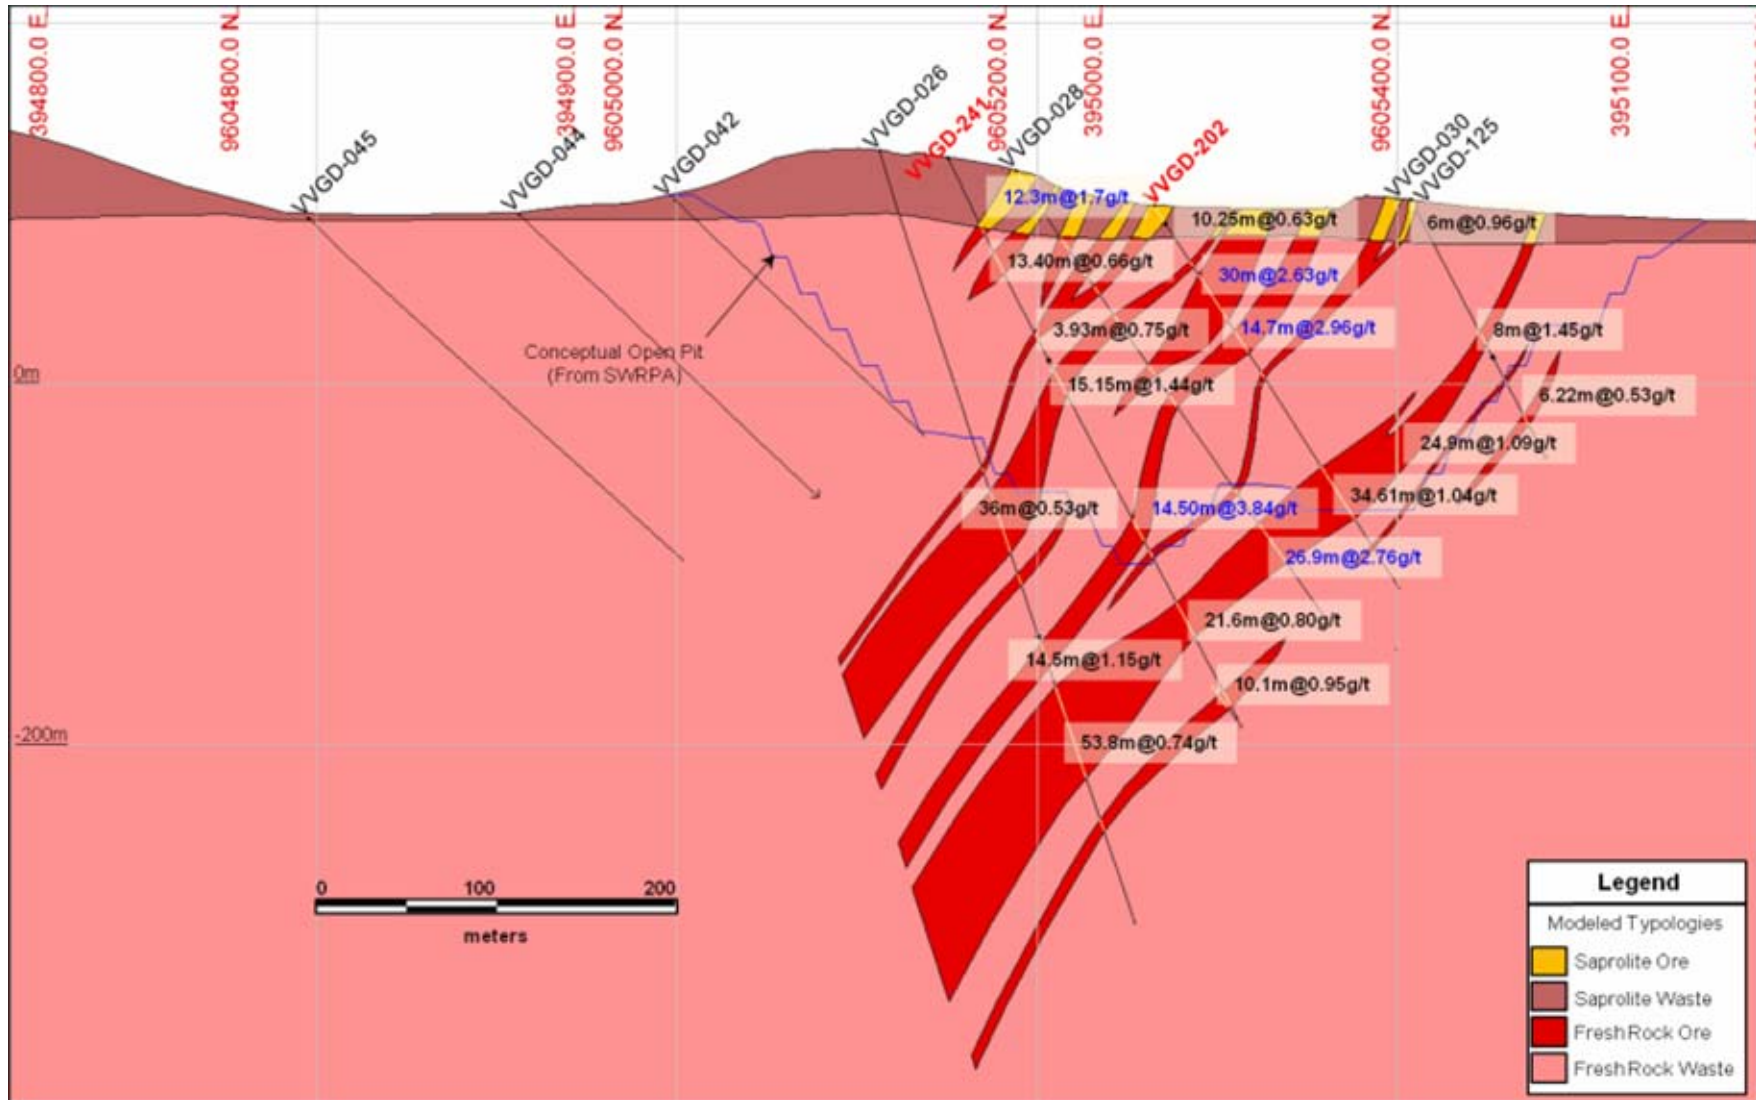 394800.0 E
9604800.0 N
394900.0 E
9605000.0 N
9605200.0 N
395000.0 E
9605400.0 N
395100.0 E
VVGD-045
VVGD-044
VVGD-042
VVGD-026
VVGD-241
VVGD-028
VVGD-202
VVGD-030
VVGD-125
12.3m@1.7g/t
10.25m@0.63g/t
6m@0.96g/t
13.40m@0.66g/t
30m@2.63g/t
3.93m@0.75g/t
14.7m@2.96g/t
8m@1.45g/t
Conceptual Open Pit
(From SWRPA)
0m
15.15m@1.44g/t
6.22m@0.53g/t
24.9m@1.09g/t
36m@0.53g/t
14.50m@3.84g/t
34.61m@1.04g/t
26.9m@2.76g/t
21.6m@0.80g/t
14.5m@1.15g/t
10.1m@0.95g/t
-200m
53.8m@0.74g/t
0 100 200
meters
Legend
Modeled Typologies
Saprolite Ore
Saprolite Waste
Fresh Rock Ore
Fresh Rock Waste